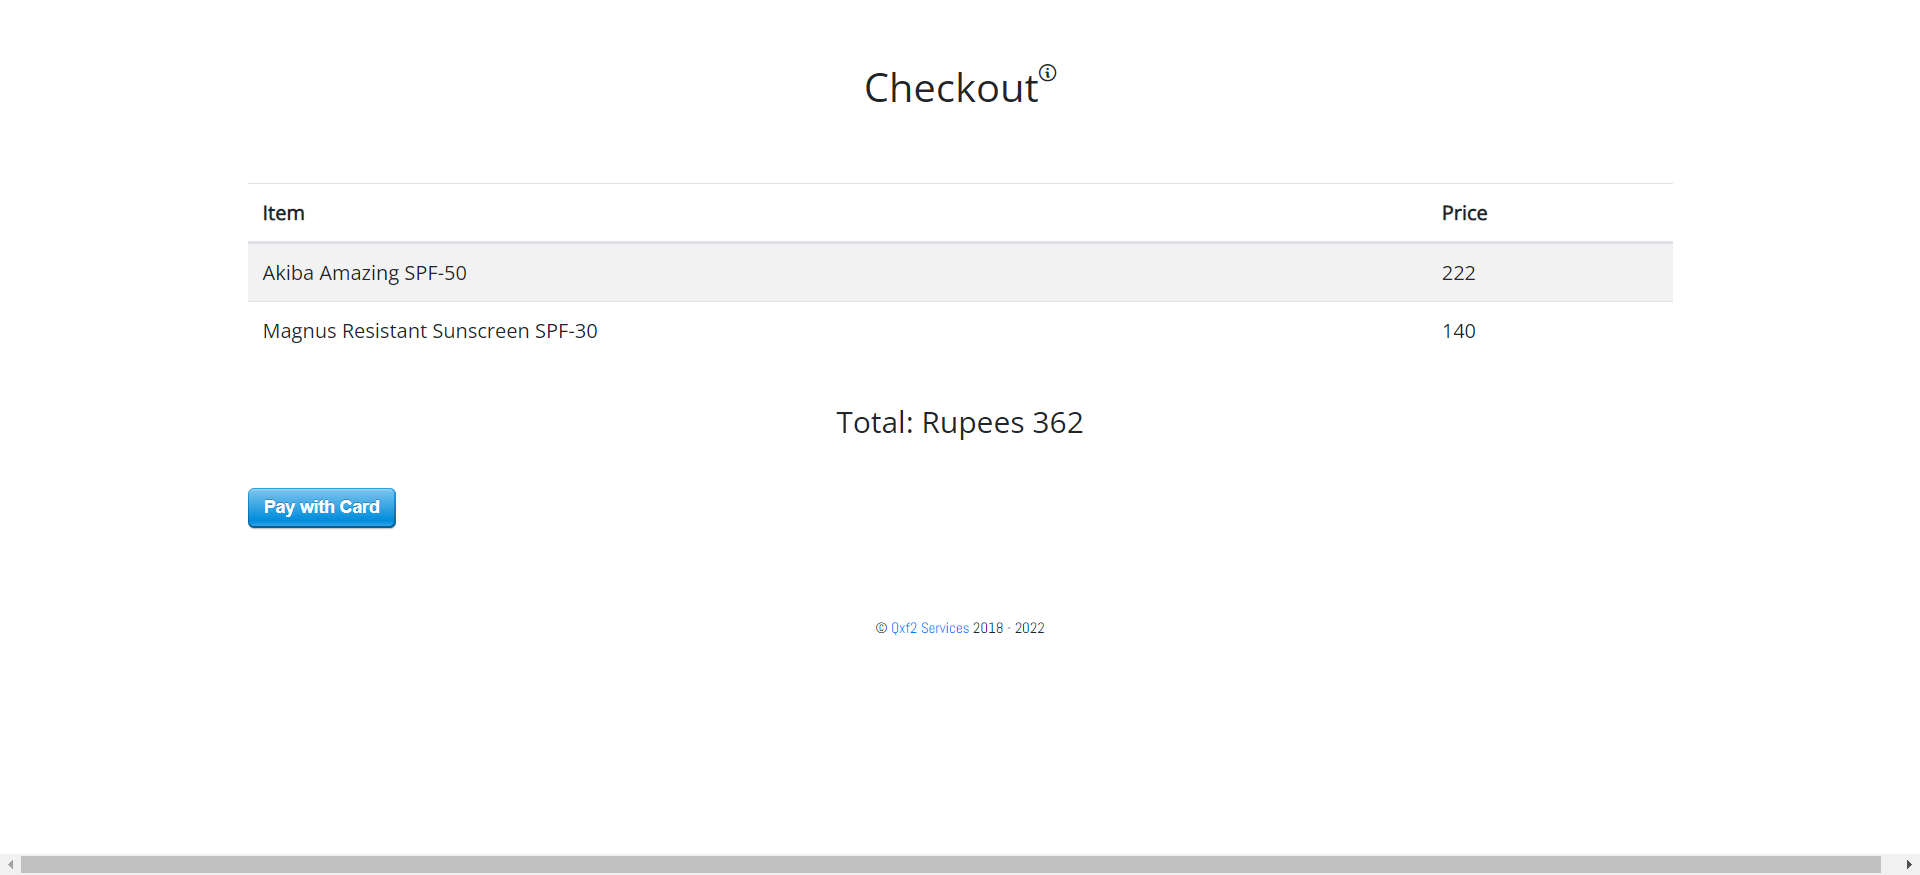 Checkout
Item Price
Akiba Amazing SPF-50 222
Magnus Resistant Sunscreen SPF-30 140
Total: Rupees 362
Pay with Card
© Qxf2 Services 2018 - 2022